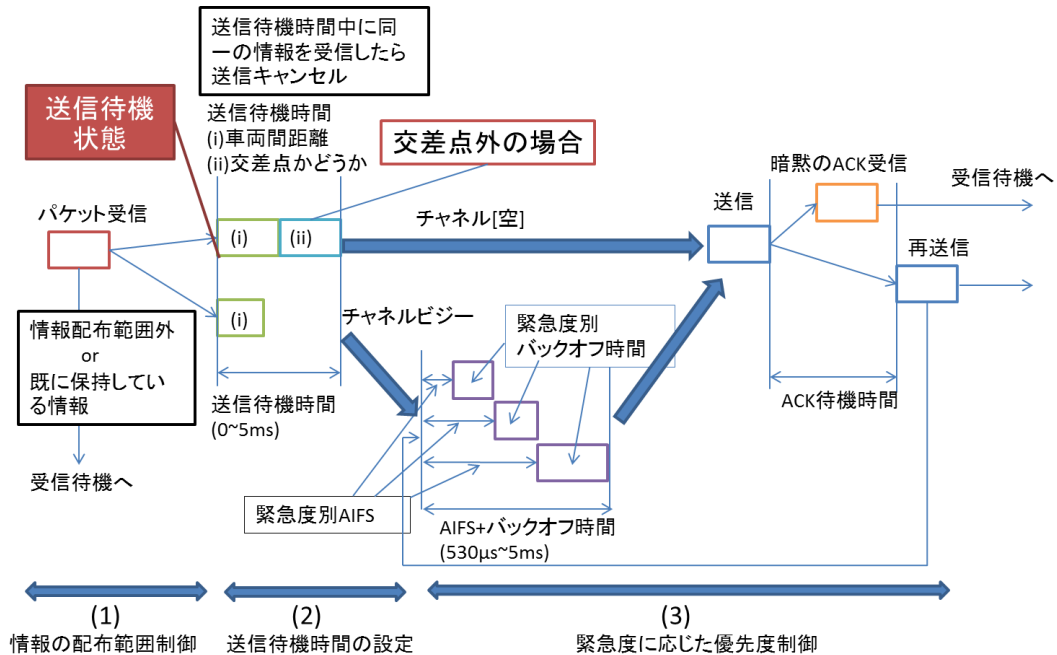 送信待機時間中に同
一の情報を受信したら
送信キャンセル
送信待機
状態
送信待機時間
(i)車両間距離
(ii)交差点かどうか
交差点外の場合
暗黙のACK受信
受信待機へ
パケット受信
送信
チャネル[空]
(i)
(ii)
再送信
(i)
チャネルビジー
緊急度別
バックオフ時間
情報配布範囲外
or
既に保持してい
る情報
送信待機時間
(0~5ms)
ACK待機時間
受信待機へ
緊急度別AIFS
AIFS+バックオフ時間
(530μs~5ms)
(1)
情報の配布範囲制御
(2)
送信待機時間の設定
(3)
緊急度に応じた優先度制御